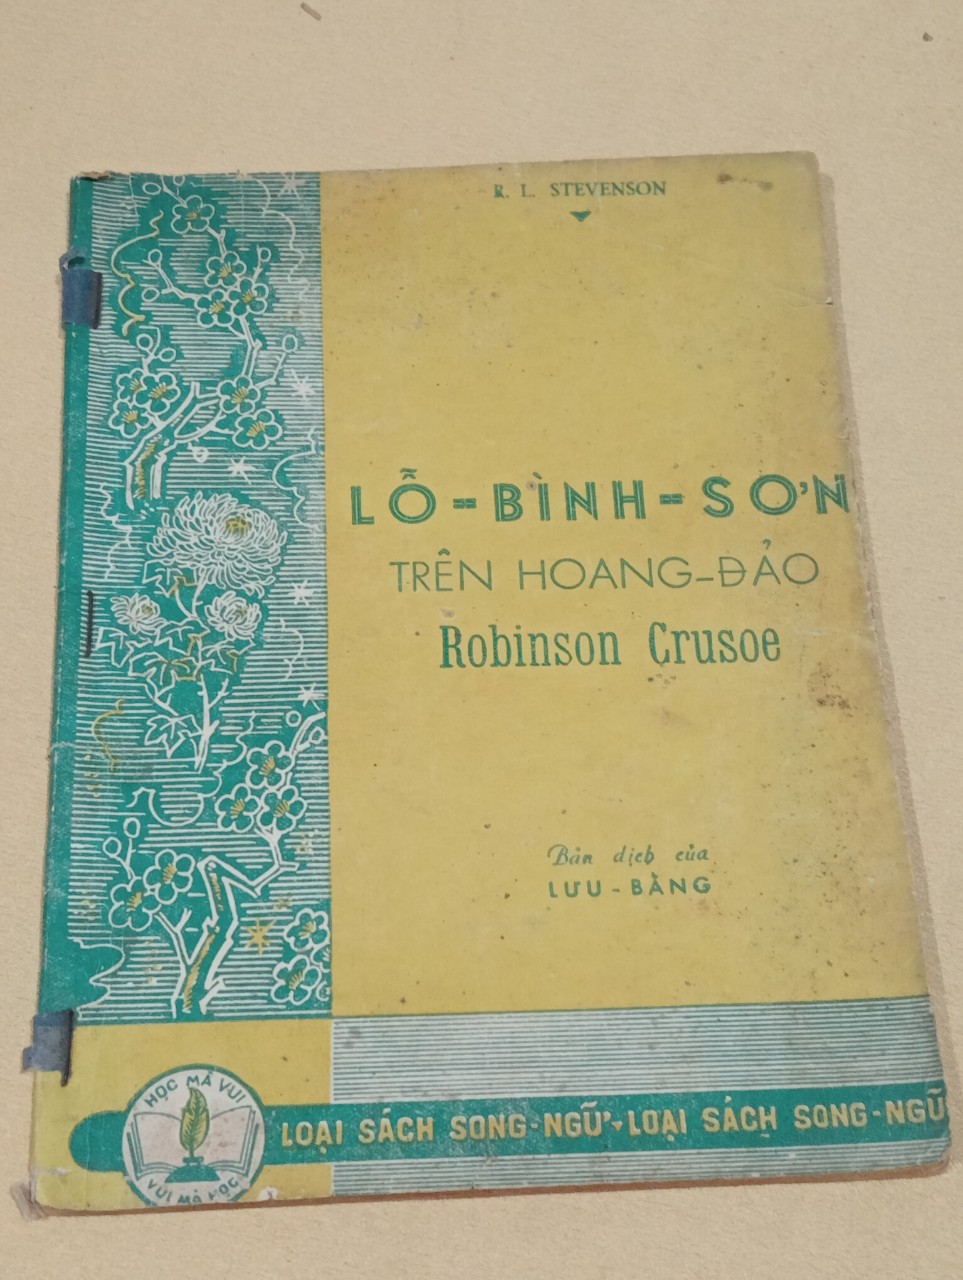 R. L. STEVENSON
LỖ=BÌNH=SƠN
TRÊN HOANG-ĐẢO
Robinson Crusoe
Bản dịch của
LƯU-BẰNG
HỌC MÀ VUI
VUI MÀ HỌC
LOẠI SÁCH SONG-NGỮ LOẠI SÁCH SONG-NGỮ